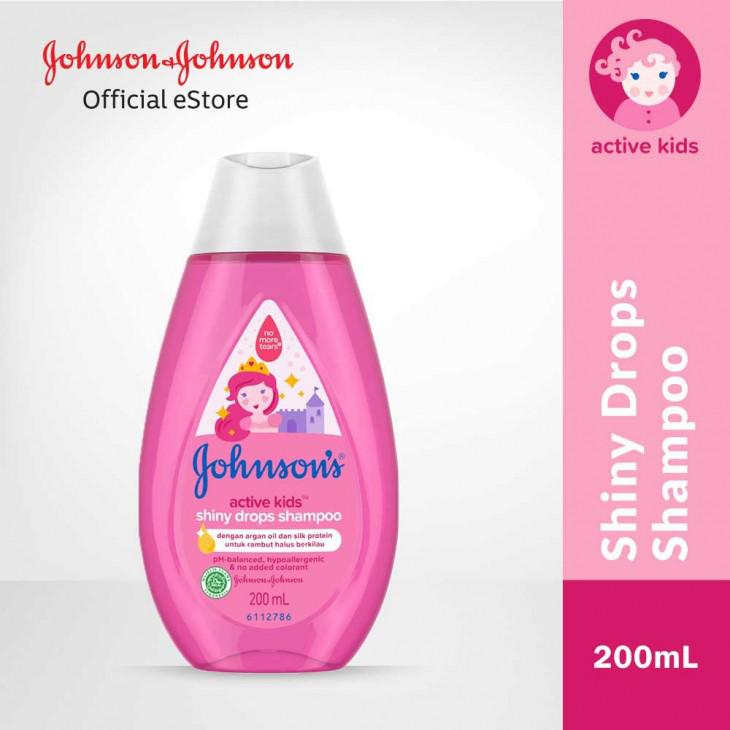 Johnson & Johnson
Official eStore
active kids
Shiny Drops
Shampoo
200mL
no
more
tears®
Johnson's®
active kids™
shiny drops shampoo
dengan argan oil dan silk protein
untuk rambut halus berkilau
pH-balanced, hypoallergenic
& no added colorant
Johnson & Johnson
200 mL
6112786